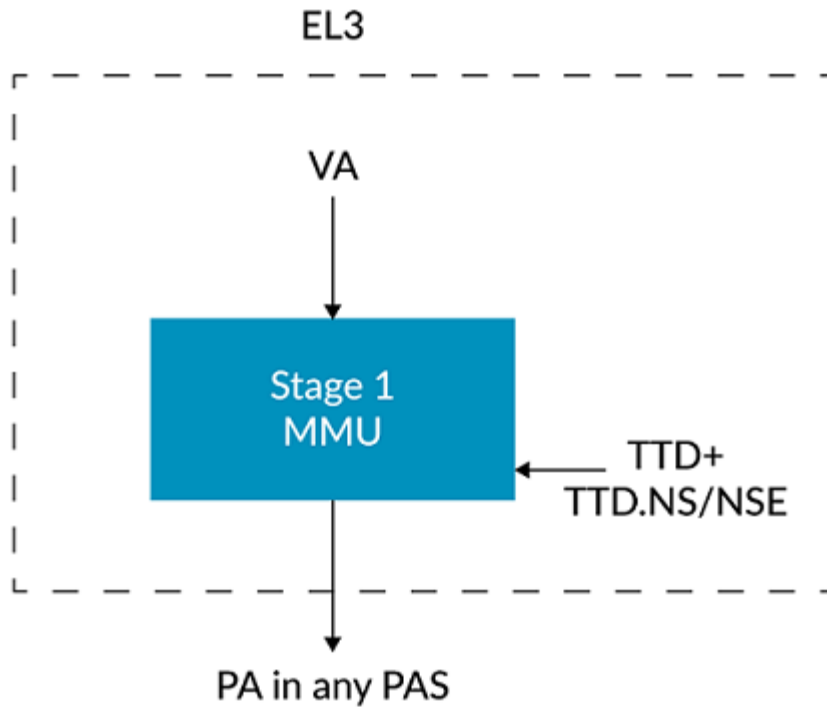 EL3
VA
Stage 1
MMU
TTD+
TTD.NS/NSE
PA in any PAS